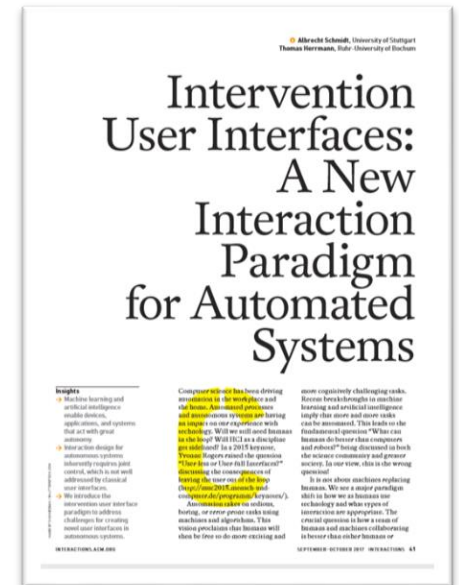 Albrecht Schmidt, University of Stuttgart
Thomas Herrmann, Ruhr-University of Bochum
Intervention
User Interfaces:
A New
Interaction
Paradigm
for Automated
Systems
Insights
Machine learning and
artificial intelligence
enable devices,
applications, and systems
that act with great
autonomy.
Interaction design for
autonomous systems
inherently requires joint
control, which is not well
addressed by classical
user interfaces.
We introduce the
intervention user interface
paradigm to address
challenges for creating
novel user interfaces in
autonomous systems.
Computer science has been driving
automation in the workplace and
the home. Automated processes
and autonomous systems are having
an impact on our experience with
technology. Will we still need humans
in the loop? Will HCI as a discipline
get sidelined? In a 2015 keynote,
Yvonne Rogers raised the question
"User-less or User-full Interfaces?"
discussing the consequences of
leaving the user out of the loop
Automation takes on tedious,
boring, or error-prone tasks using
machines and algorithms. This
vision proclaims that humans will
then be free to do more exciting and
more cognitively challenging tasks.
Recent breakthroughs in machine
learning and artificial intelligence
imply that more and more tasks
can be automated. This leads to the
fundamental question "What can
humans do better than computers
and robots?" being discussed in both
the science community and greater
society. In our view, this is the wrong
question!
It is not about machines replacing
humans. We see a major paradigm
shift in how we as humans use
technology and what types of
interaction are appropriate. The
crucial question is how a team of
humans and machines collaborating
is better than either humans or
INTERACTIONS.ACM.ORG
SEPTEMBER–OCTOBER 2017 INTERACTIONS 41